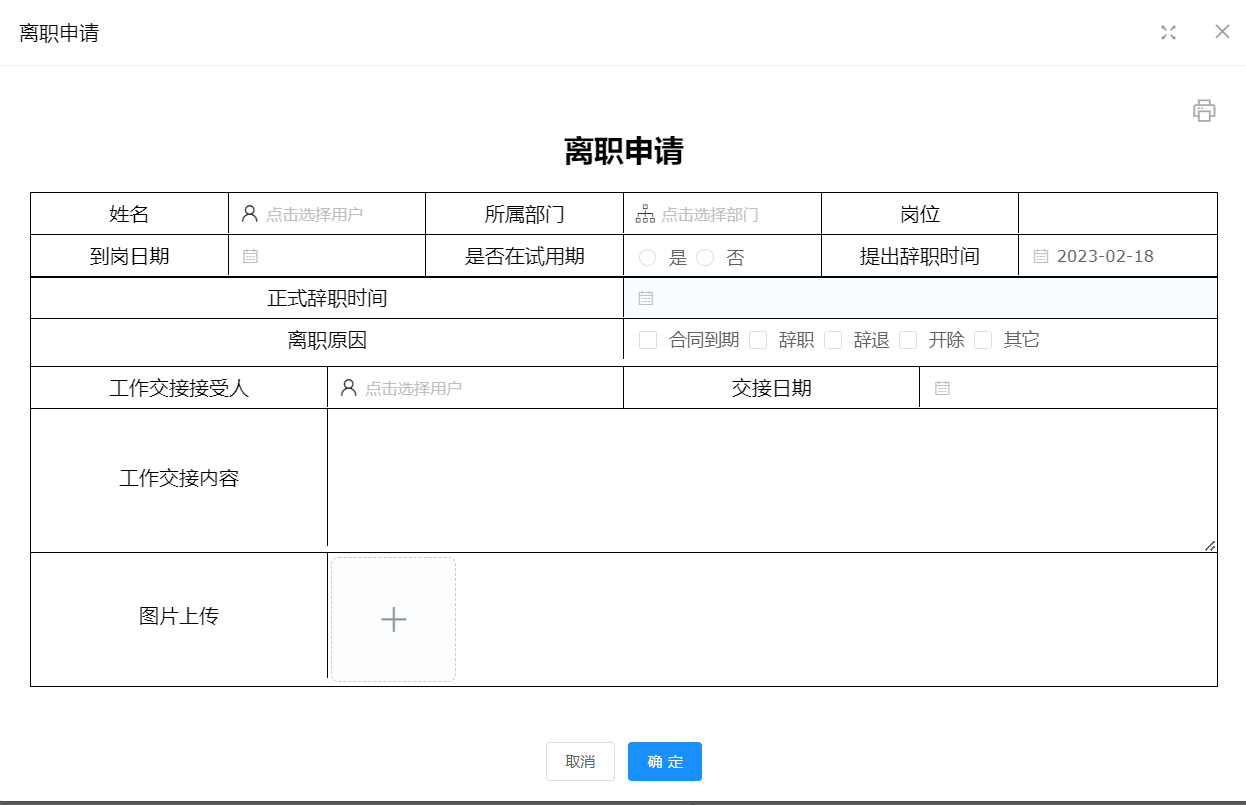 离职申请
离职申请
姓名 点击选择用户 所属部门 点击选择部门 岗位
到岗日期 是否在试用期 是 否 提出辞职时间 2023-02-18
正式辞职时间
离职原因 合同到期 辞职 辞退 开除 其它
工作交接接受人 点击选择用户 交接日期
工作交接内容
图片上传
取消 确 定